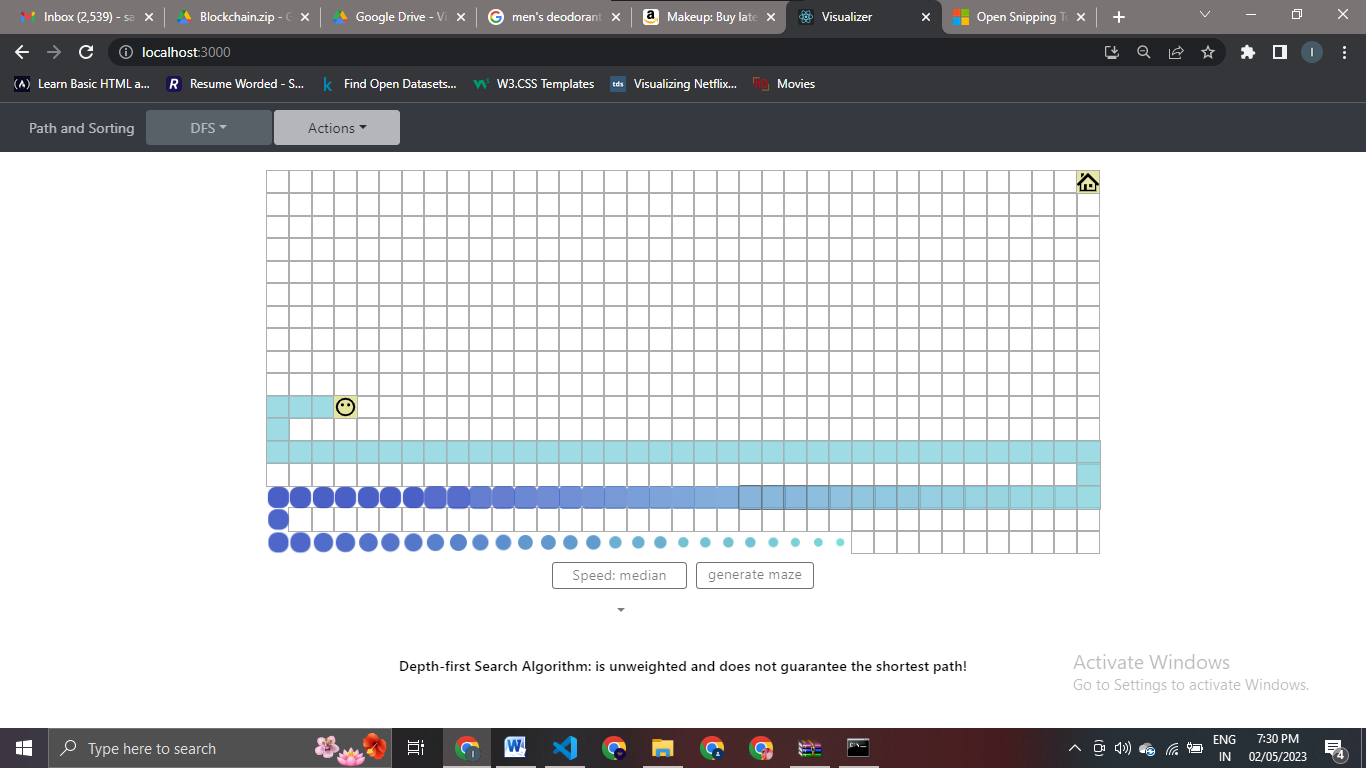 Inbox (2,539) - sa
Blockchain.zip - G
Google Drive - Vi
men's deodorant
Makeup: Buy late
Visualizer
Open Snipping T
localhost:3000
I
Learn Basic HTML a...
R Resume Worded - S...
k Find Open Datasets...
W3.CSS Templates
tds Visualizing Netflix...
Movies
Path and Sorting
DFS
Actions
Speed: median
generate maze
Depth-first Search Algorithm: is unweighted and does not guarantee the shortest path!
Activate Windows
Go to Settings to activate Windows.
Type here to search
ENG
IN
7:30 PM
02/05/2023
4